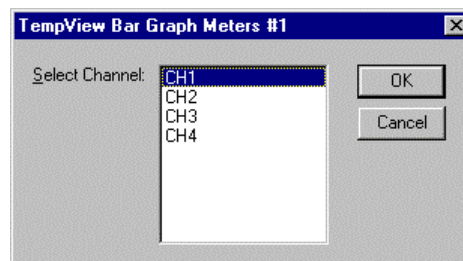 TempView Bar Graph Meters #1
Select Channel:
CH1
CH2
CH3
CH4
OK
Cancel